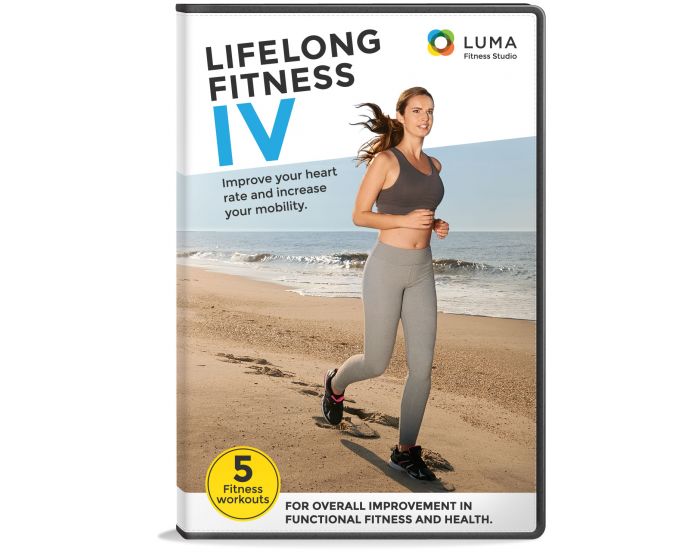 LIFELONG
FITNESS
IV
Improve your heart
rate and increase
your mobility.
LUMA
Fitness Studio
5
Fitness
workouts
FOR OVERALL IMPROVEMENT IN
FUNCTIONAL FITNESS AND HEALTH.